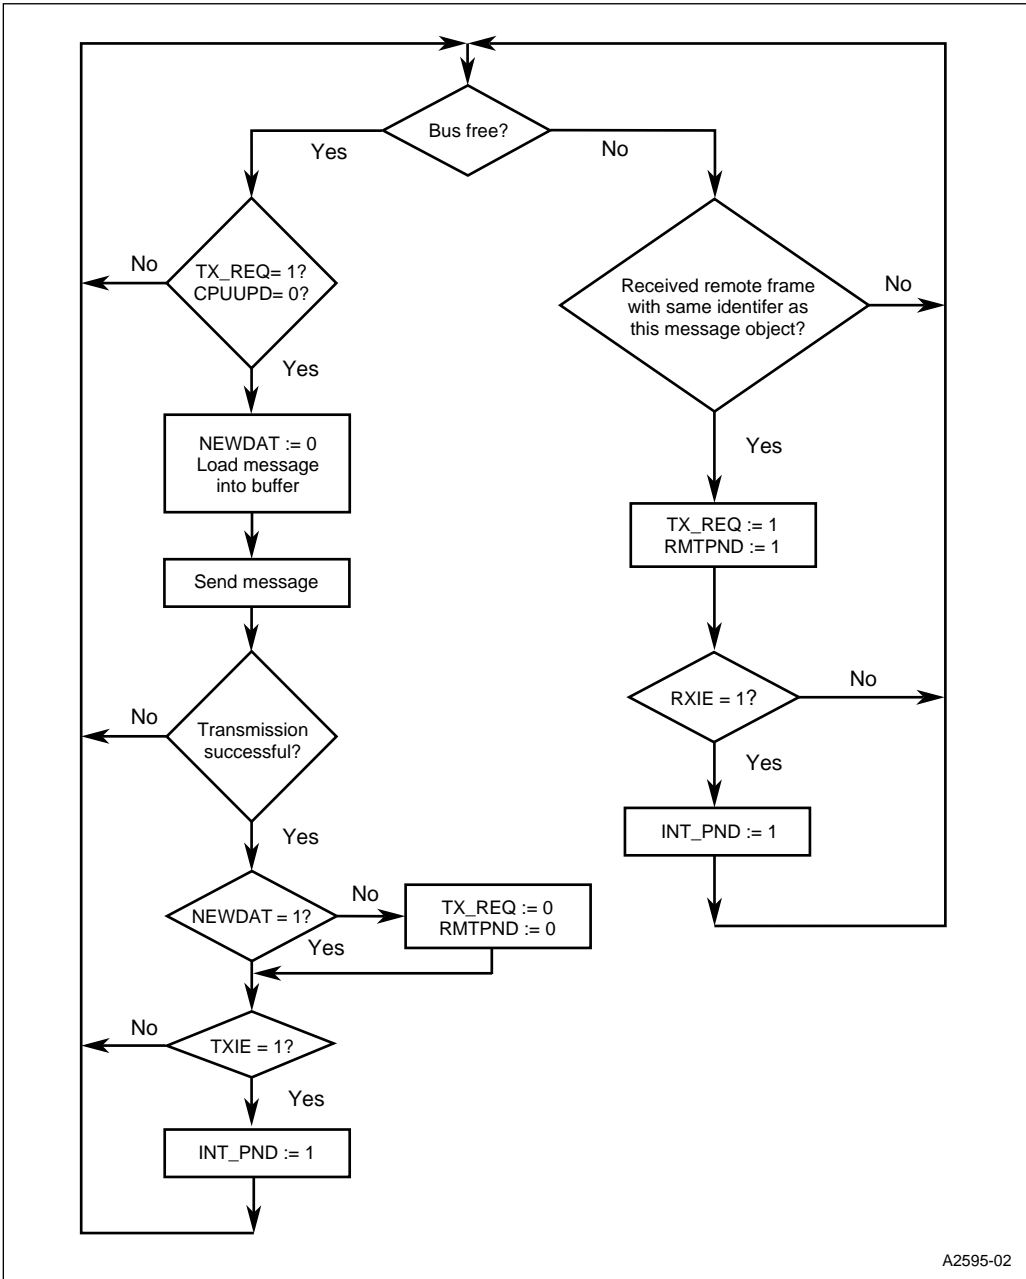 Bus free?
Yes
No
TX_REQ= 1?
CPUUPD= 0?
No
Yes
NEWDAT := 0
Load message
into buffer
Send message
Transmission
successful?
No
Yes
NEWDAT = 1?
No
Yes
TX_REQ := 0
RMTPND := 0
TXIE = 1?
No
Yes
INT_PND := 1
Received remote frame
with same identifer as
this message object?
No
Yes
TX_REQ := 1
RMTPND := 1
RXIE = 1?
No
Yes
INT_PND := 1
A2595-02